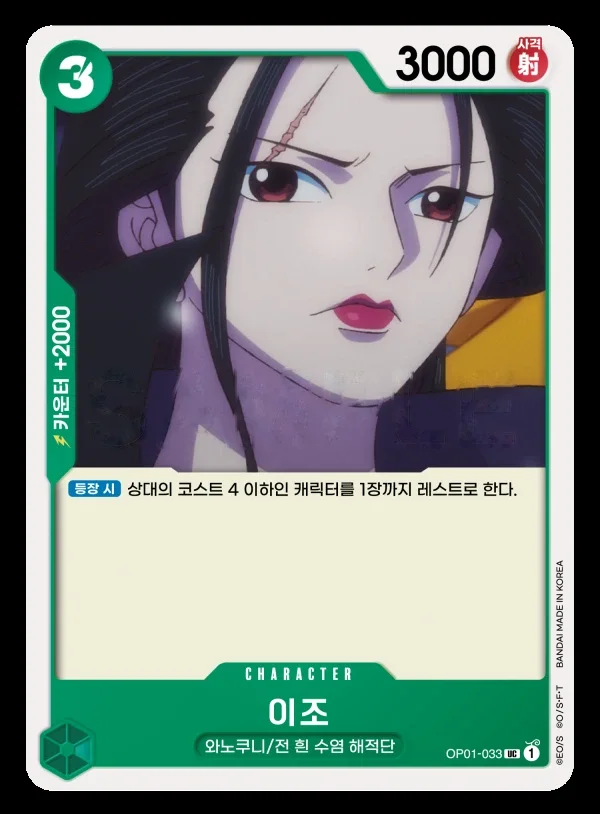 3
3000
사격
射
⚡카운터 +2000
등장 시 상대의 코스트 4 이하인 캐릭터를 1장까지 레스트로 한다.
CHARACTER
이조
와노쿠니/전 흰 수염 해적단
OP01-033 UC 1
©EO/S ©O/S·F·T BANDAI MADE IN KOREA